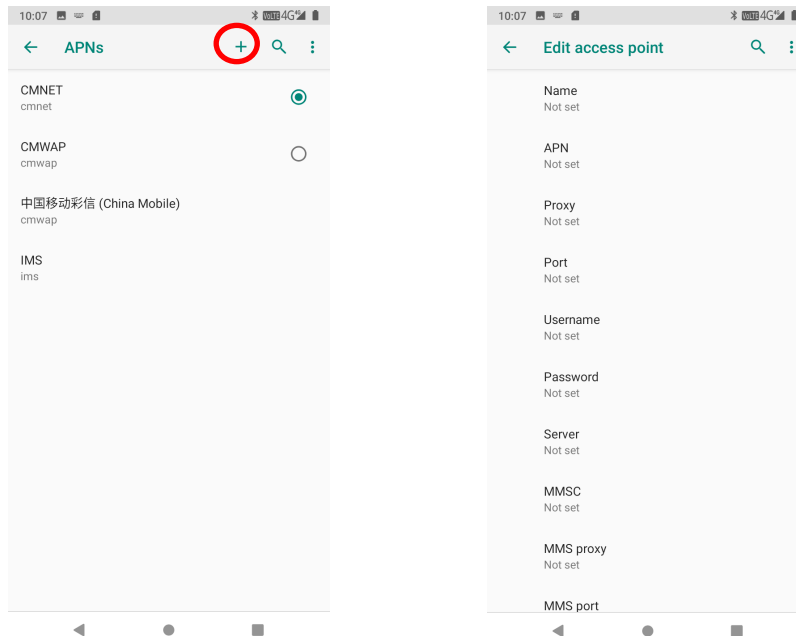 10:07 VoLTE 4G
APNs
CMNET
cmnet
CMWAP
cmwap
中国移动彩信 (China Mobile)
cmwap
IMS
ims
10:07 VoLTE 4G
Edit access point
Name
Not set
APN
Not set
Proxy
Not set
Port
Not set
Username
Not set
Password
Not set
Server
Not set
MMSC
Not set
MMS proxy
Not set
MMS port